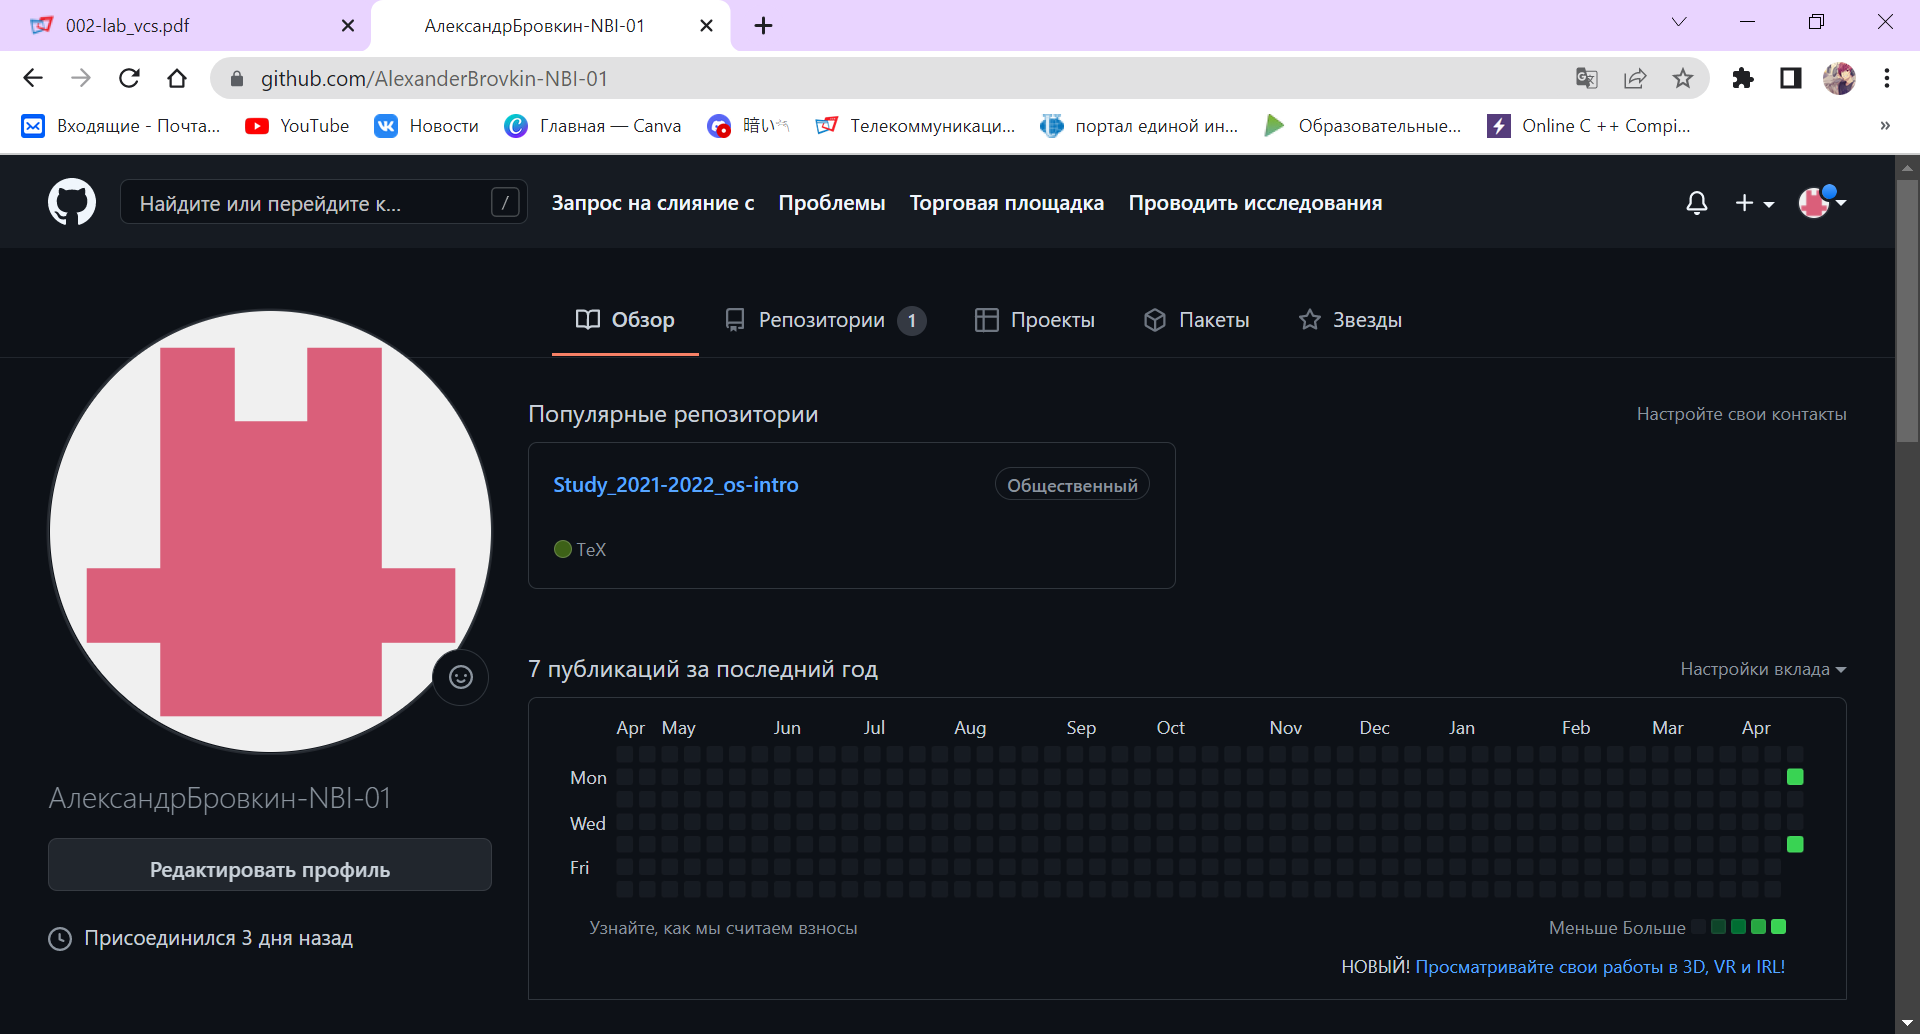 002-lab_vcs.pdf
АлександрБровкин-NBI-01
github.com/AlexanderBrovkin-NBI-01
Входящие - Почта...
YouTube
Новости
Главная — Canva
Телекоммуникаци...
портал единой ин...
Образовательные...
Online C ++ Compi...
»
Найдите или перейдите к...
/
Запрос на слияние с
Проблемы
Торговая площадка
Проводить исследования
Обзор
Репозитории 1
Проекты
Пакеты
Звезды
Популярные репозитории
Настройте свои контакты
Study_2021-2022_os-intro
Общественный
TeX
7 публикаций за последний год
Настройки вклада
Apr May Jun Jul Aug Sep Oct Nov Dec Jan Feb Mar Apr
Mon
Wed
Fri
Узнайте, как мы считаем взносы
Меньше Больше
НОВЫЙ! Просматривайте свои работы в 3D, VR и IRL!
АлександрБровкин-NBI-01
Редактировать профиль
Присоединился 3 дня назад